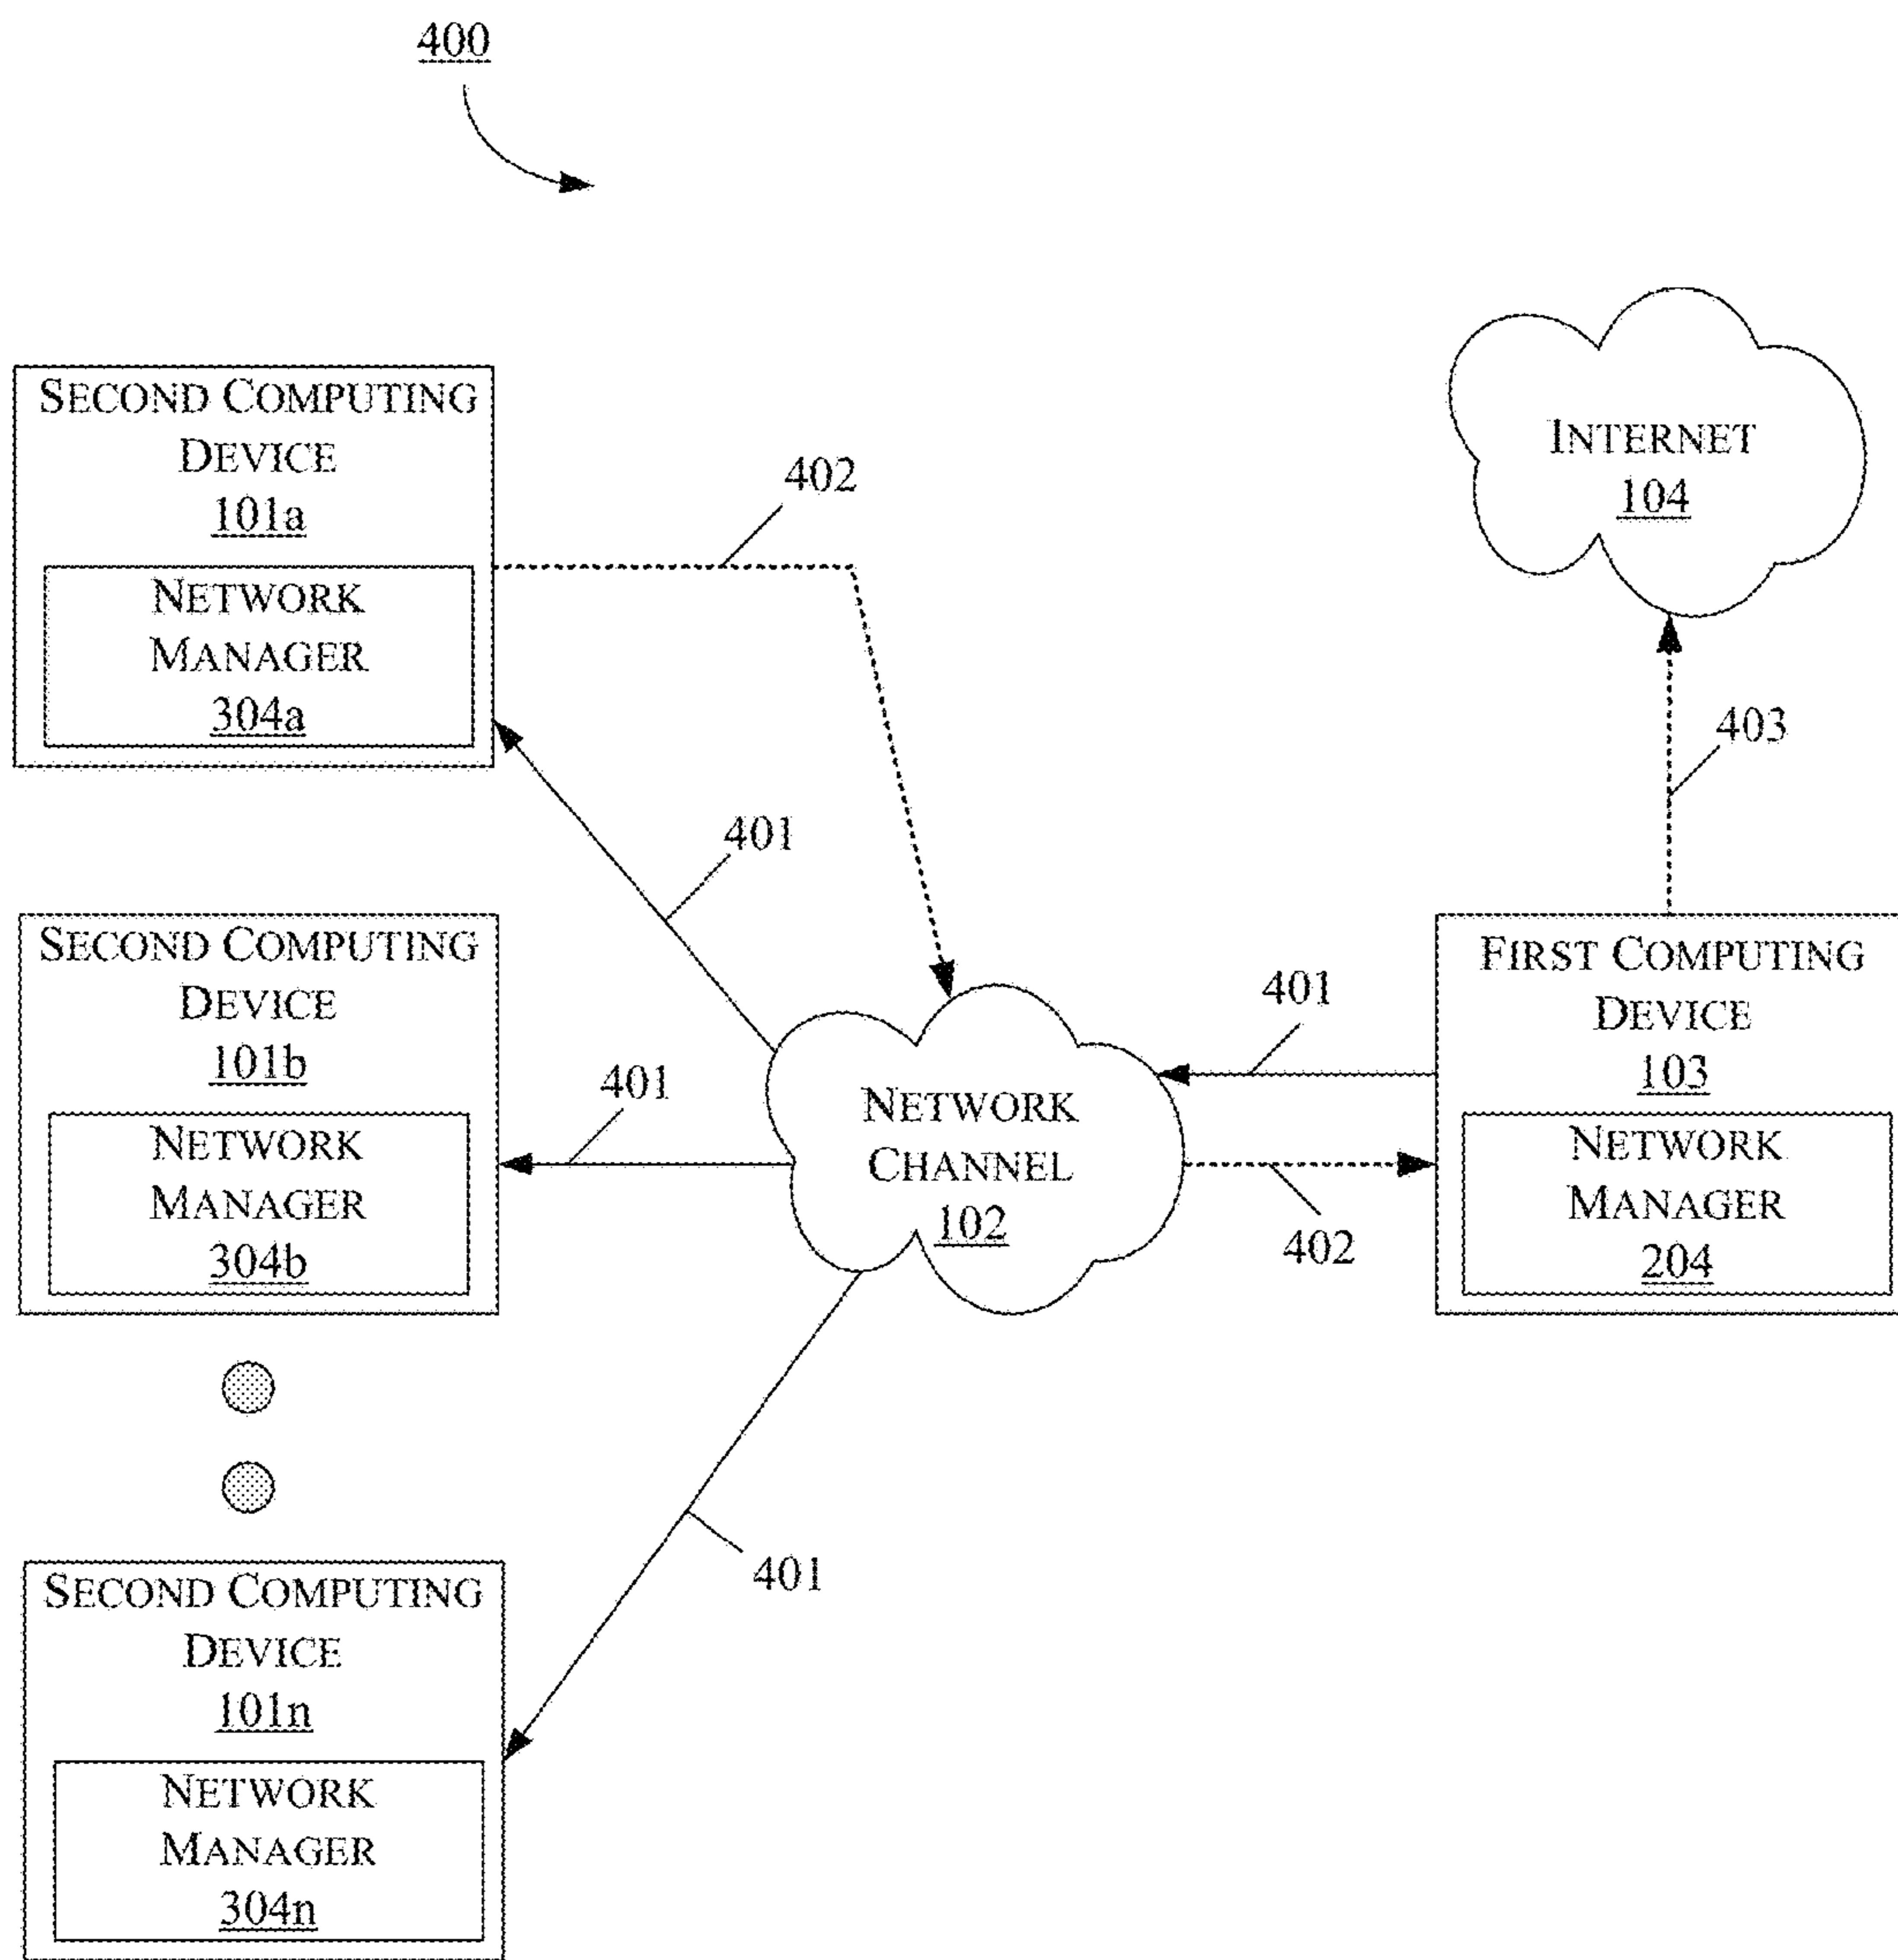 400
SECOND COMPUTING
DEVICE
101a
NETWORK
MANAGER
304a
402
INTERNET
104
403
401
SECOND COMPUTING
DEVICE
101b
NETWORK
MANAGER
304b
401
NETWORK
CHANNEL
102
401
402
FIRST COMPUTING
DEVICE
103
NETWORK
MANAGER
204
401
SECOND COMPUTING
DEVICE
101n
NETWORK
MANAGER
304n